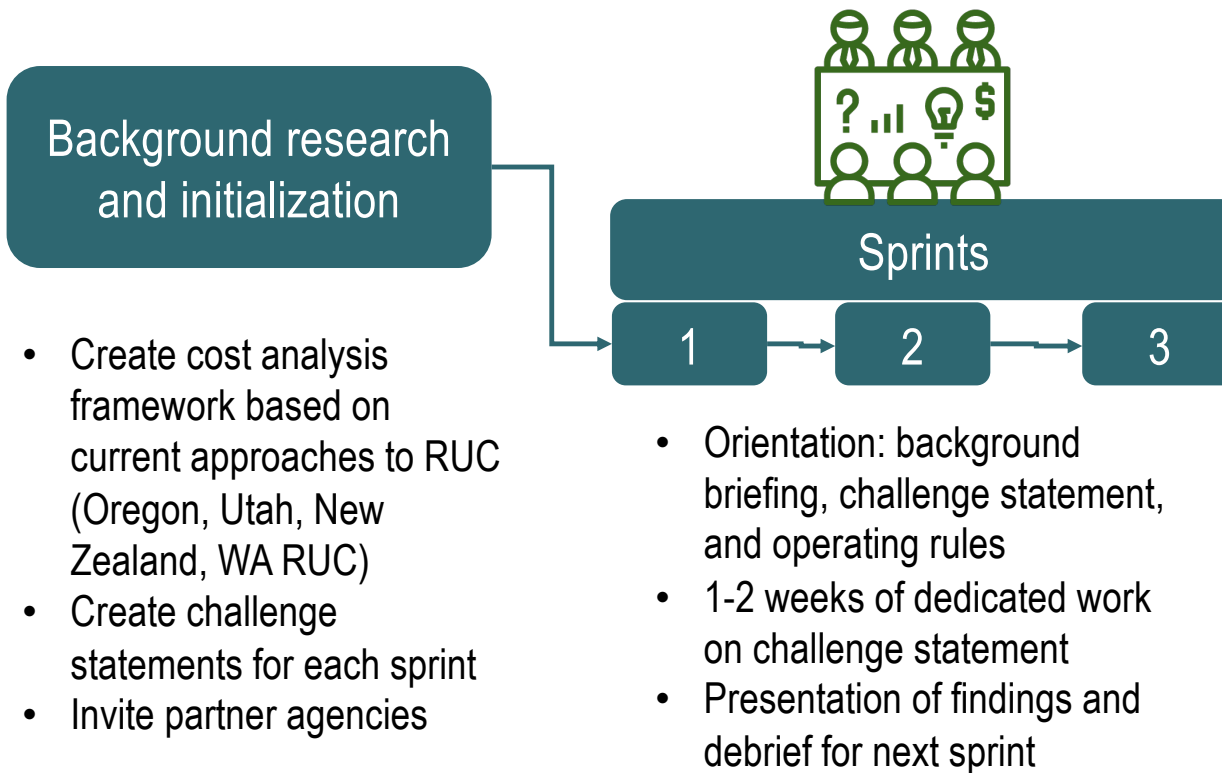 Background research
and initialization
• Create cost analysis
framework based on
current approaches to RUC
(Oregon, Utah, New
Zealand, WA RUC)
• Create challenge
statements for each sprint
• Invite partner agencies
? $
Sprints
1
2
3
• Orientation: background
briefing, challenge statement,
and operating rules
• 1-2 weeks of dedicated work
on challenge statement
• Presentation of findings and
debrief for next sprint